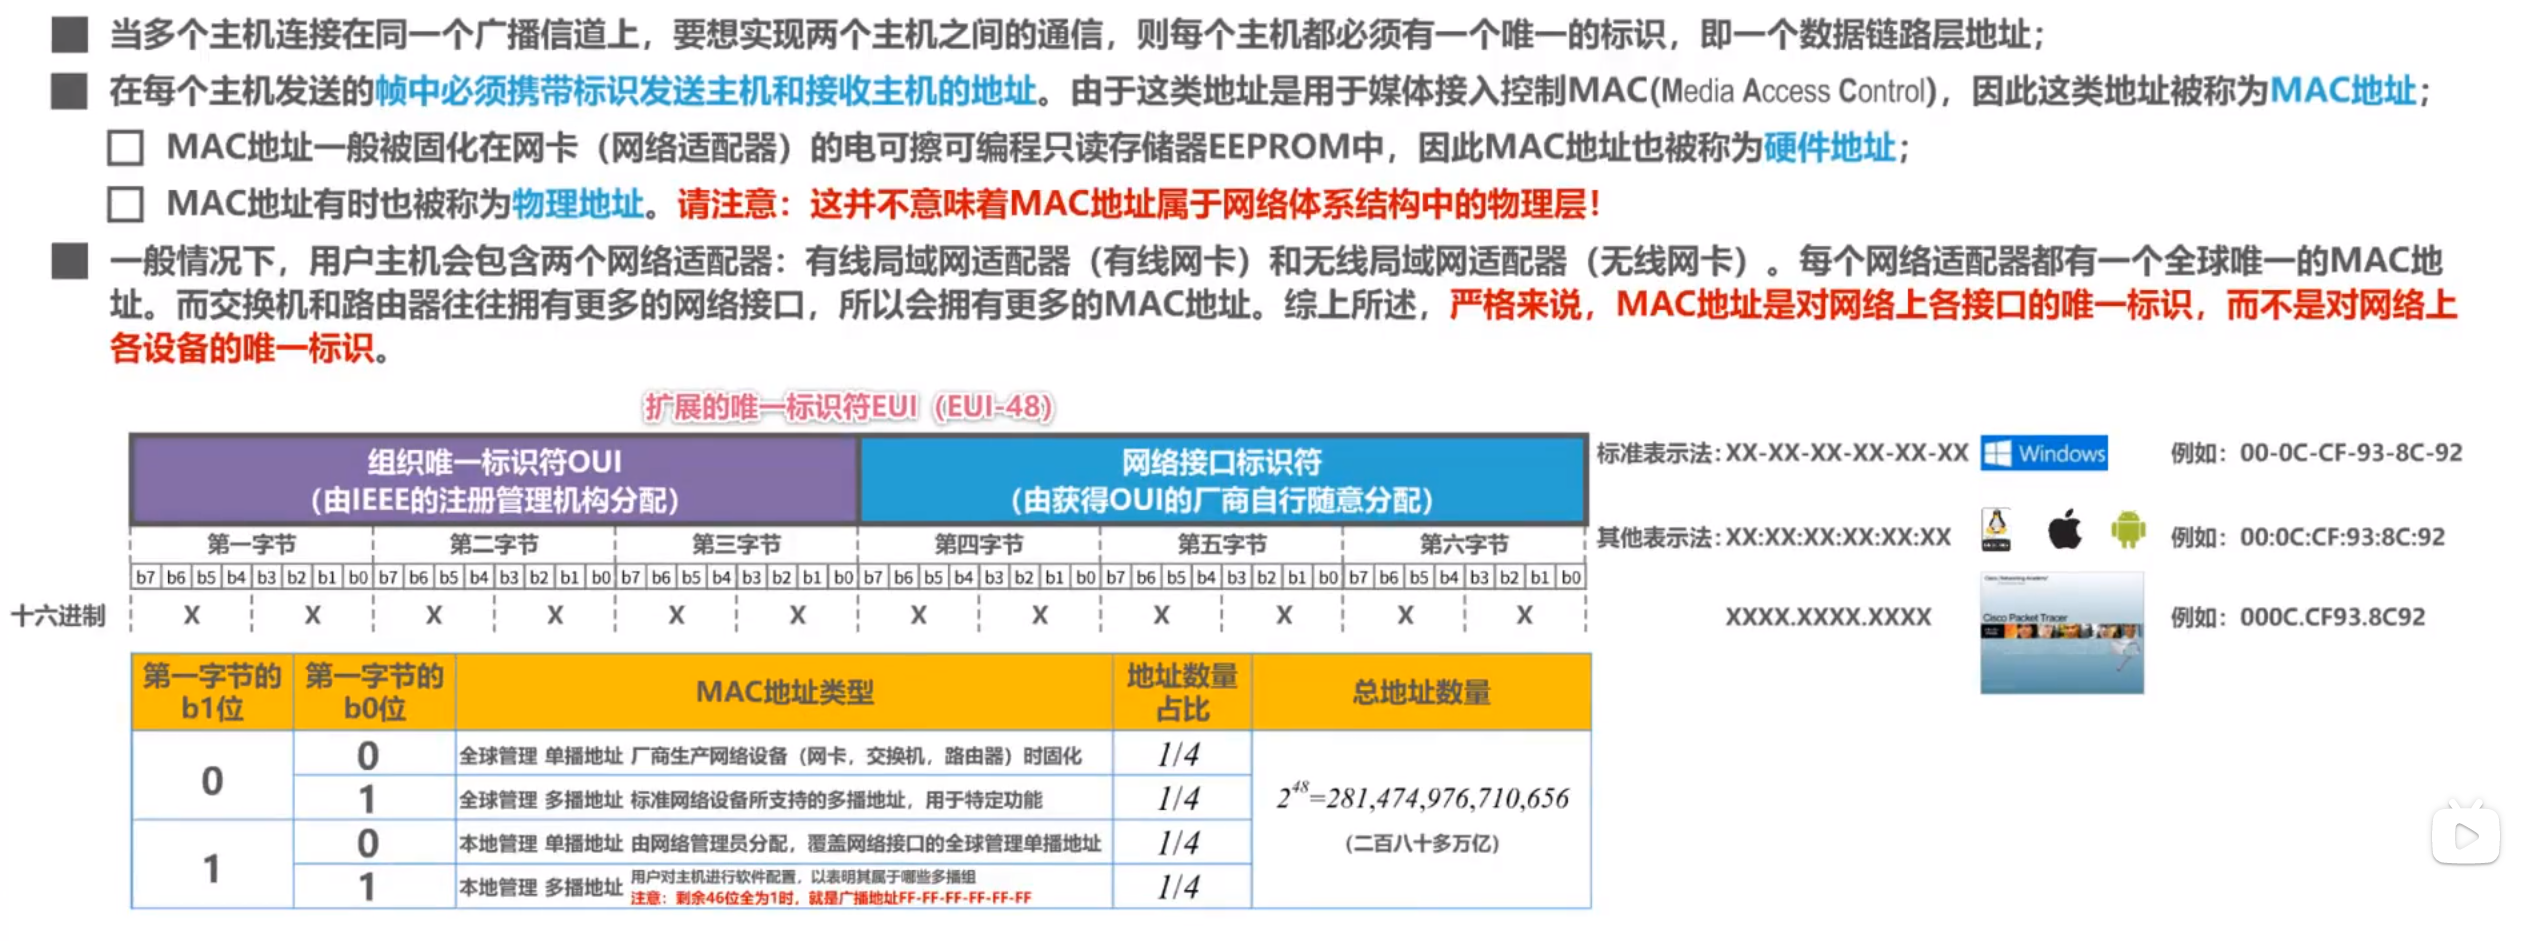 当多个主机连接在同一个广播信道上，要想实现两个主机之间的通信，则每个主机都必须有一个唯一的标识，即一个数据链路层地址；
在每个主机发送的帧中必须携带标识发送主机和接收主机的地址。由于这类地址是用于媒体接入控制MAC(Media Access Control)，因此这类地址被称为MAC地址；
MAC地址一般被固化在网卡（网络适配器）的电可擦可编程只读存储器EEPROM中，因此MAC地址也被称为硬件地址；
MAC地址有时也被称为物理地址。请注意：这并不意味着MAC地址属于网络体系结构中的物理层！
一般情况下，用户主机会包含两个网络适配器：有线局域网适配器（有线网卡）和无线局域网适配器（无线网卡）。每个网络适配器都有一个全球唯一的MAC地
址。而交换机和路由器往往拥有更多的网络接口，所以会拥有更多的MAC地址。综上所述，严格来说，MAC地址是对网络上各接口的唯一标识，而不是对网络上
各设备的唯一标识。
扩展的唯一标识符EUI（EUI-48）
组织唯一标识符OUI
（由IEEE的注册管理机构分配）
网络接口标识符
（由获得OUI的厂商自行随意分配）
第一字节 第二字节 第三字节 第四字节 第五字节 第六字节
b7 b6 b5 b4 b3 b2 b1 b0 b7 b6 b5 b4 b3 b2 b1 b0 b7 b6 b5 b4 b3 b2 b1 b0 b7 b6 b5 b4 b3 b2 b1 b0 b7 b6 b5 b4 b3 b2 b1 b0 b7 b6 b5 b4 b3 b2 b1 b0
十六进制 X X X X X X X X X X X X
标准表示法：XX-XX-XX-XX-XX-XX Windows 例如：00-0C-CF-93-8C-92
其他表示法：XX:XX:XX:XX:XX:XX 例如：00:0C:CF:93:8C:92
XXXX.XXXX.XXXX Cisco Packet Tracer 例如：000C.CF93.8C92
第一字节的
b1位
第一字节的
b0位
MAC地址类型
地址数量
占比
总地址数量
0
0 全球管理 单播地址 厂商生产网络设备（网卡，交换机，路由器）时固化 1/4
1 全球管理 多播地址 标准网络设备所支持的多播地址，用于特定功能 1/4
1
0 本地管理 单播地址 由网络管理员分配，覆盖网络接口的全球管理单播地址 1/4
1 本地管理 多播地址 用户对主机进行软件配置，以表明其属于哪些多播组
注意：剩余46位全为1时，就是广播地址FF-FF-FF-FF-FF-FF
1/4
2^48=281,474,976,710,656
（二百八十多万亿）